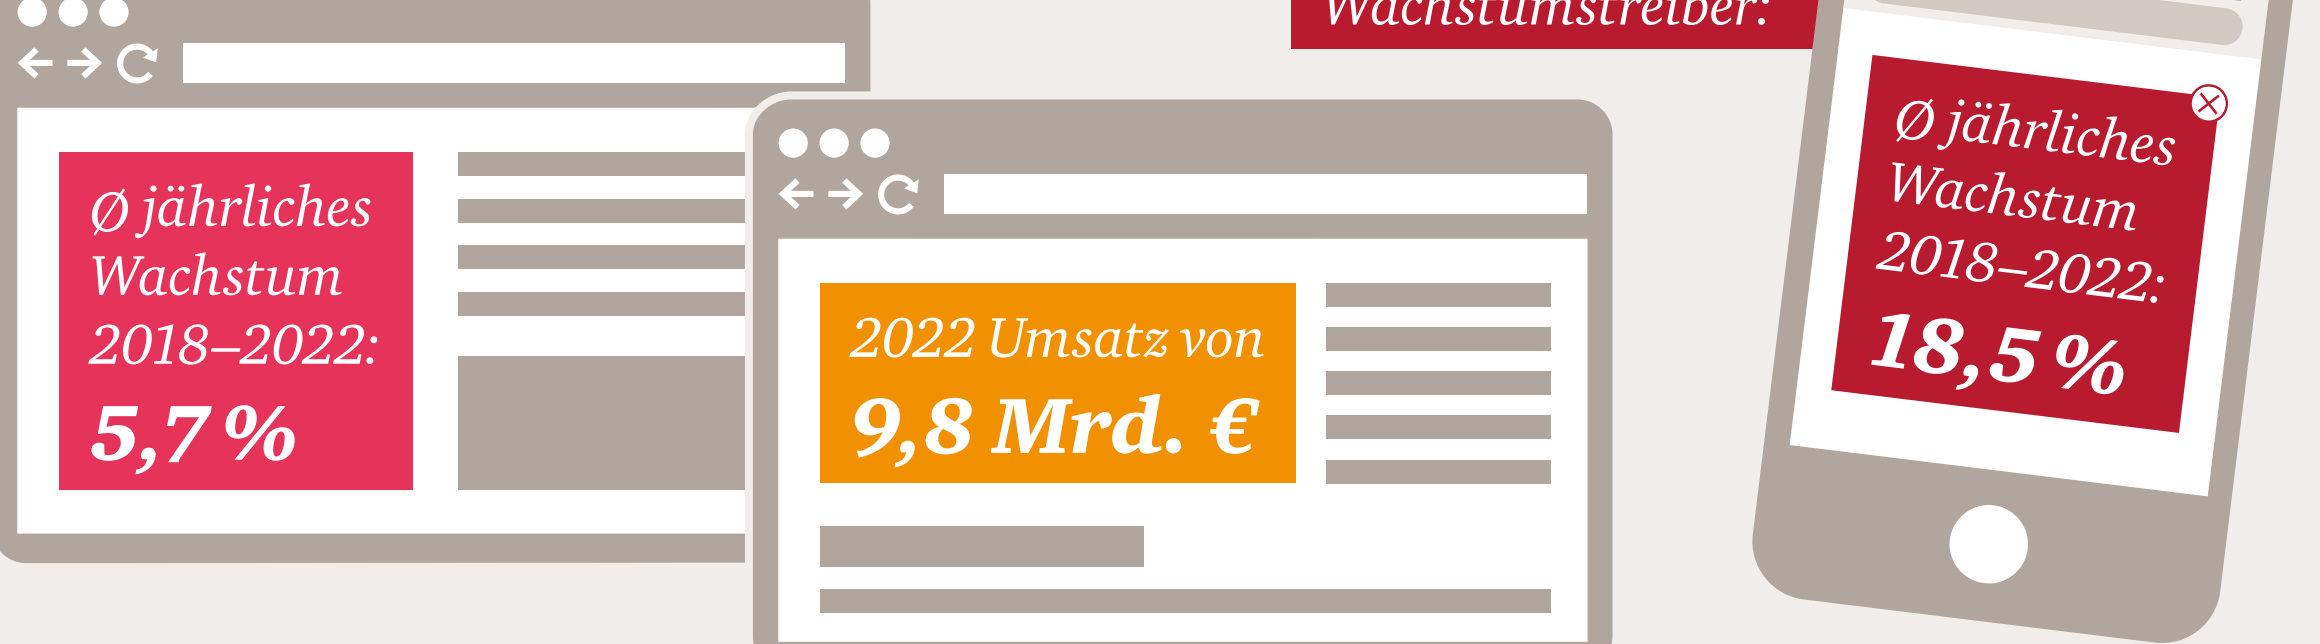 Wachstumstreiber:
Ø jährliches
Wachstum
2018–2022:
5,7 %
2022 Umsatz von
9,8 Mrd. €
Ø jährliches
Wachstum
2018–2022:
18,5 %